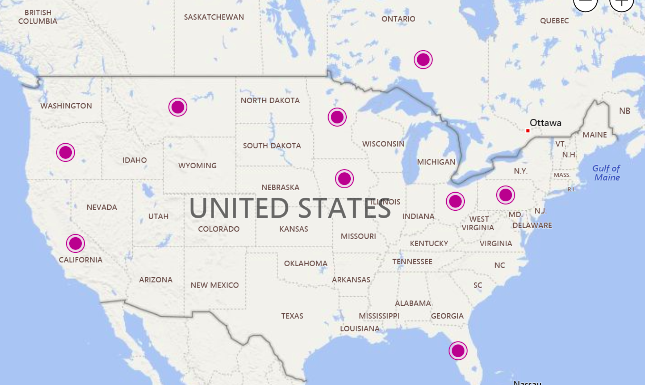 BRITISH
COLUMBIA
SASKATCHEWAN
ONTARIO
QUEBEC
WASHINGTON
NORTH DAKOTA
Ottawa
NB
MAINE
VT.
N.H.
SOUTH DAKOTA
WISCONSIN
MICHIGAN
IDAHO
WYOMING
N.Y.
MASS.
Gulf of
Maine
NEBRASKA
RI
NEVADA
UTAH
UNITED STATES
ILLINOIS
INDIANA
MD
NJ
COLORADO
KANSAS
WEST
VIRGINIA
DELAWARE
MISSOURI
KENTUCKY
VIRGINIA
CALIFORNIA
OKLAHOMA
TENNESSEE
NC
ARIZONA
NEW MEXICO
ARKANSAS
SC
ALABAMA
TEXAS
MISSISSIPPI
GEORGIA
LOUISIANA
Nassau